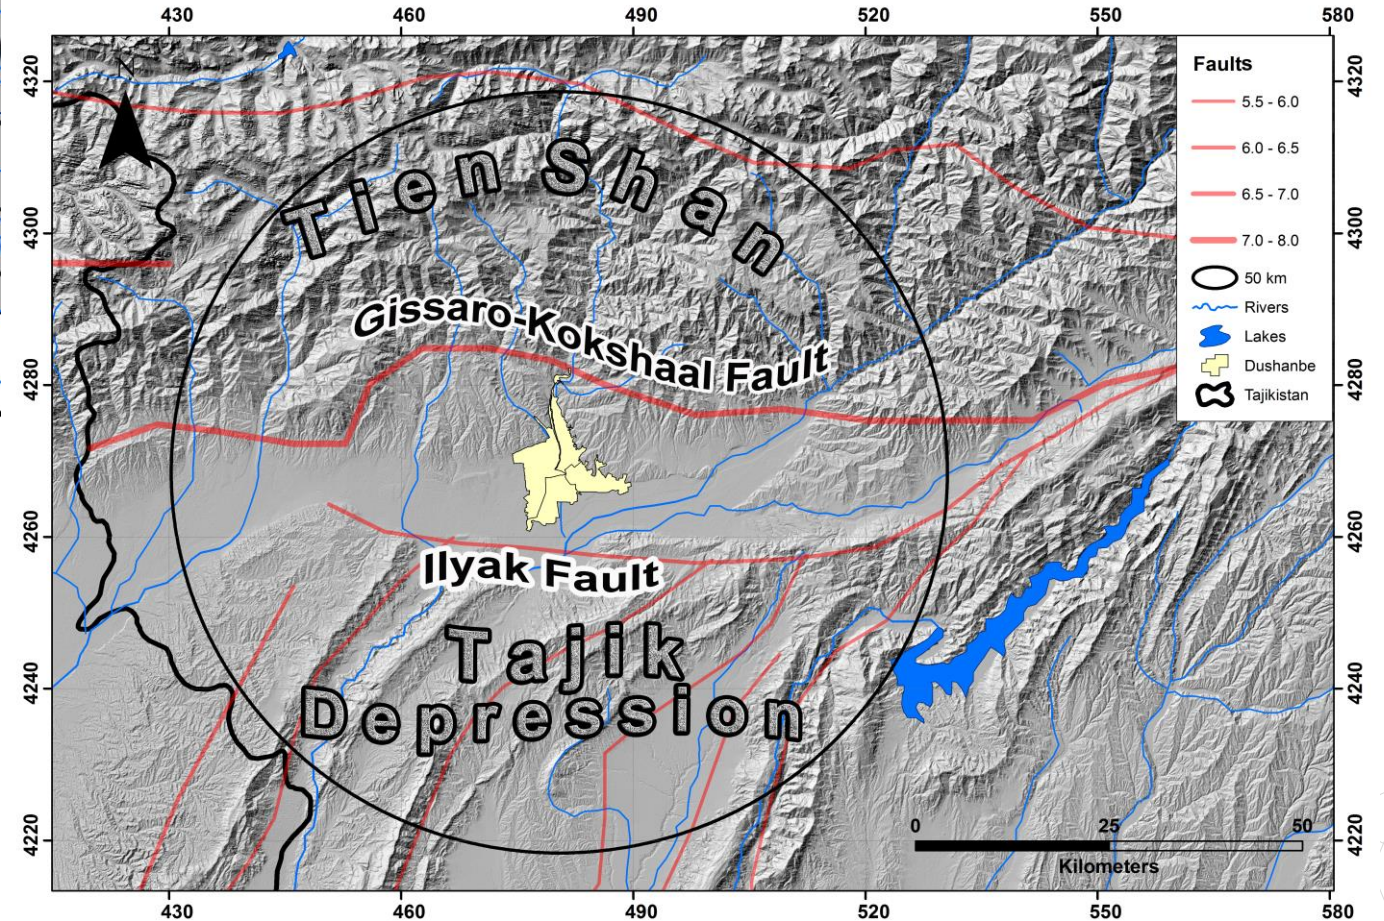 430 460 490 520 550 580
N
4320 4320
4300 4300
4280 4280
4260 4260
4240 4240
4220 4220
Faults
5.5 - 6.0
6.0 - 6.5
6.5 - 7.0
7.0 - 8.0
50 km
Rivers
Lakes
Dushanbe
Tajikistan
Tien Shan
Gissaro-Kokshaal Fault
Ilyak Fault
Tajik
Depression
0 25 50
Kilometers
430 460 490 520 550 580